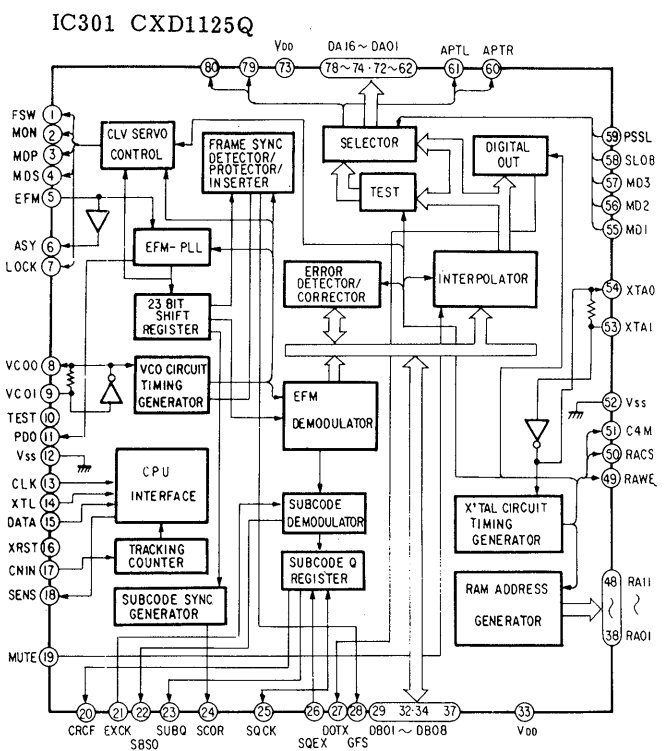 IC301 CXD1125Q
VDD DA16~DA01 APTL APTR
80 79 73 78~74・72~62 61 60
FSW 1
MON 2
MDP 3
MDS 4
EFM 5
ASY 6
LOCK 7
VCOO 8
VCOI 9
TEST 10
PDO 11
Vss 12
CLK 13
XTL 14
DATA 15
XRST 16
CNIN 17
SENS 18
MUTE 19
CLV SERVO
CONTROL
FRAME SYNC
DETECTOR/
PROTECTOR/
INSERTER
SELECTOR
TEST
DIGITAL
OUT
EFM-PLL
23 BIT
SHIFT
REGISTER
ERROR
DETECTOR/
CORRECTOR
INTERPOLATOR
VCO CIRCUIT
TIMING
GENERATOR
EFM
DEMODULATOR
CPU
INTERFACE
TRACKING
COUNTER
SUBCODE SYNC
GENERATOR
SUBCODE
DEMODULATOR
SUBCODE Q
REGISTER
X'TAL CIRCUIT
TIMING
GENERATOR
RAM ADDRESS
GENERATOR
59 PSSL
58 SLOB
57 MD3
56 MD2
55 MD1
54 XTAO
53 XTAI
52 Vss
51 C4M
50 RACS
49 RAWE
48 RA11
38 RA01
20 21 22 23 24 25 26 27 28 29 32・34 37 33
CRCF EXCK SBSO SUBQ SCOR SQCK SQEX DOTX GFS DB01~DB08 VDD